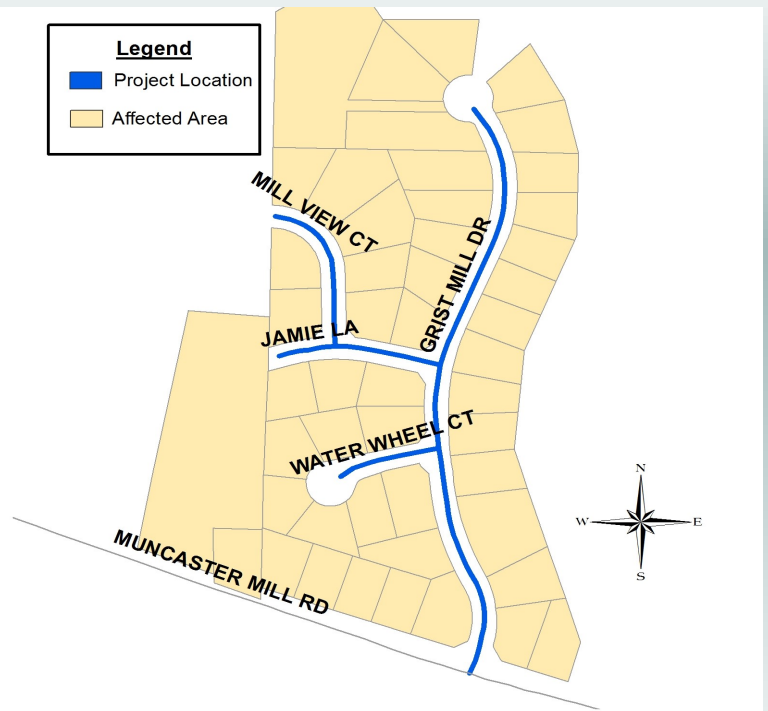 Legend
Project Location
Affected Area
MILL VIEW CT
GRIST MILL DR
JAMIE LA
WATER WHEEL CT
MUNCASTER MILL RD
N
W
E
S